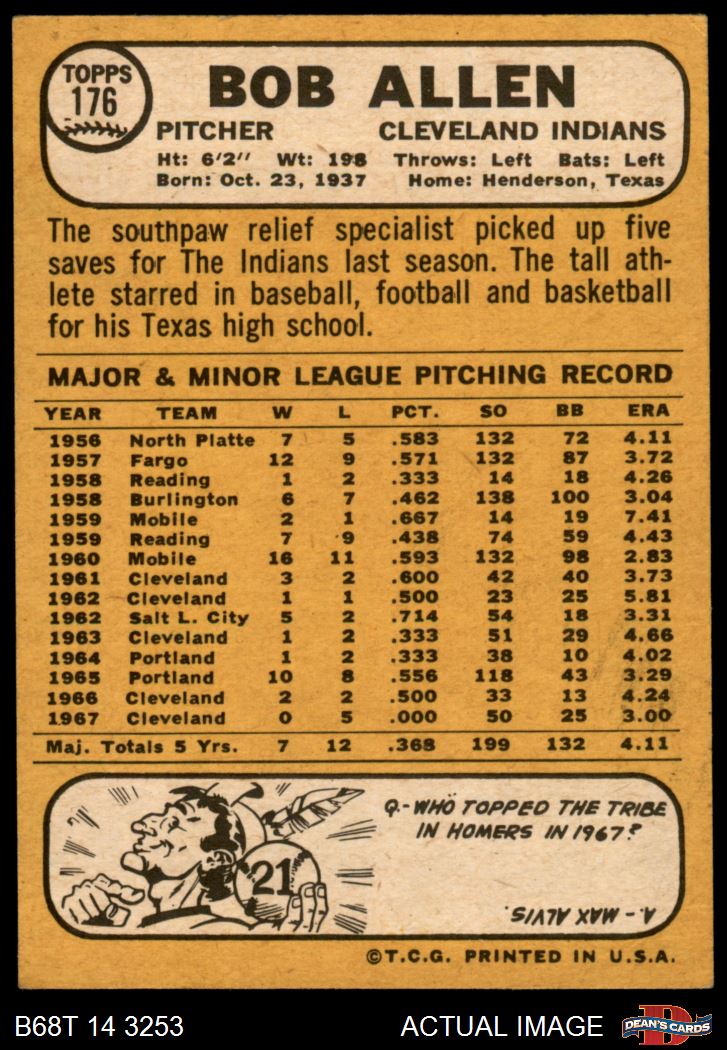 TOPPS
176
BOB ALLEN
PITCHER CLEVELAND INDIANS
Ht: 6'2" Wt: 198 Throws: Left Bats: Left
Born: Oct. 23, 1937 Home: Henderson, Texas
The southpaw relief specialist picked up five
saves for The Indians last season. The tall ath-
lete starred in baseball, football and basketball
for his Texas high school.
MAJOR & MINOR LEAGUE PITCHING RECORD
YEAR TEAM W L PCT. SO BB ERA
1956 North Platte 7 5 .583 132 72 4.11
1957 Fargo 12 9 .571 132 87 3.72
1958 Reading 1 2 .333 14 18 4.26
1958 Burlington 6 7 .462 138 100 3.04
1959 Mobile 2 1 .667 14 19 7.41
1959 Reading 7 9 .438 74 59 4.43
1960 Mobile 16 11 .593 132 98 2.83
1961 Cleveland 3 2 .600 42 40 3.73
1962 Cleveland 1 1 .500 23 25 5.81
1962 Salt L. City 5 2 .714 54 18 3.31
1963 Cleveland 1 2 .333 51 29 4.66
1964 Portland 1 2 .333 38 10 4.02
1965 Portland 10 8 .556 118 43 3.29
1966 Cleveland 2 2 .500 33 13 4.24
1967 Cleveland 0 5 .000 50 25 3.00
Maj. Totals 5 Yrs. 7 12 .368 199 132 4.11
21
Q.-WHO TOPPED THE TRIBE
IN HOMERS IN 1967?
A.- MAX ALVIS.
©T.C.G. PRINTED IN U.S.A.
B68T 14 3253 ACTUAL IMAGE
D
DEAN'S CARDS